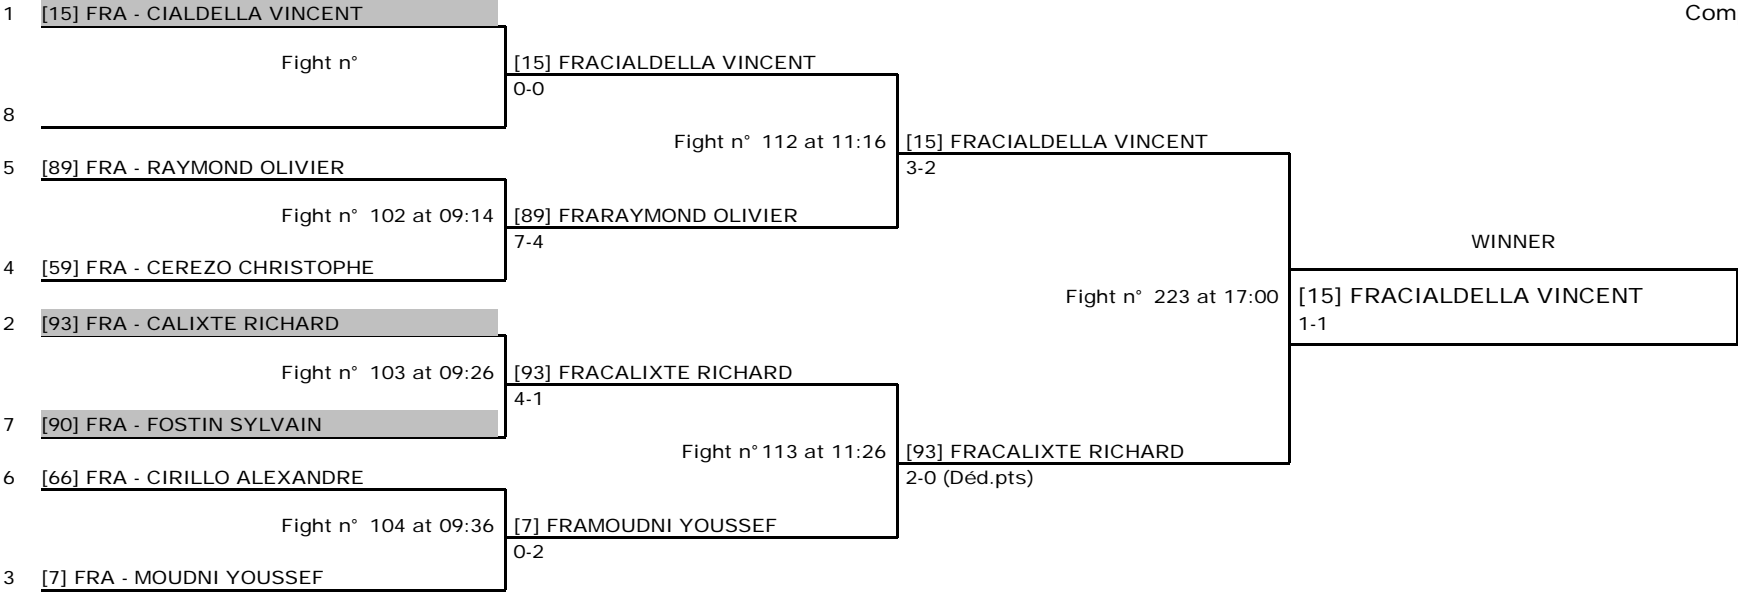 1 [15] FRA - CIALDELLA VINCENT
Com
Fight n°
[15] FRACIALDELLA VINCENT
0-0
8
Fight n° 112 at 11:16
[15] FRACIALDELLA VINCENT
3-2
5 [89] FRA - RAYMOND OLIVIER
Fight n° 102 at 09:14
[89] FRARAYMOND OLIVIER
7-4
4 [59] FRA - CEREZO CHRISTOPHE
WINNER
Fight n° 223 at 17:00
[15] FRACIALDELLA VINCENT
1-1
2 [93] FRA - CALIXTE RICHARD
Fight n° 103 at 09:26
[93] FRACALIXTE RICHARD
4-1
7 [90] FRA - FOSTIN SYLVAIN
Fight n° 113 at 11:26
[93] FRACALIXTE RICHARD
2-0 (Déd.pts)
6 [66] FRA - CIRILLO ALEXANDRE
Fight n° 104 at 09:36
[7] FRAMOUDNI YOUSSEF
0-2
3 [7] FRA - MOUDNI YOUSSEF